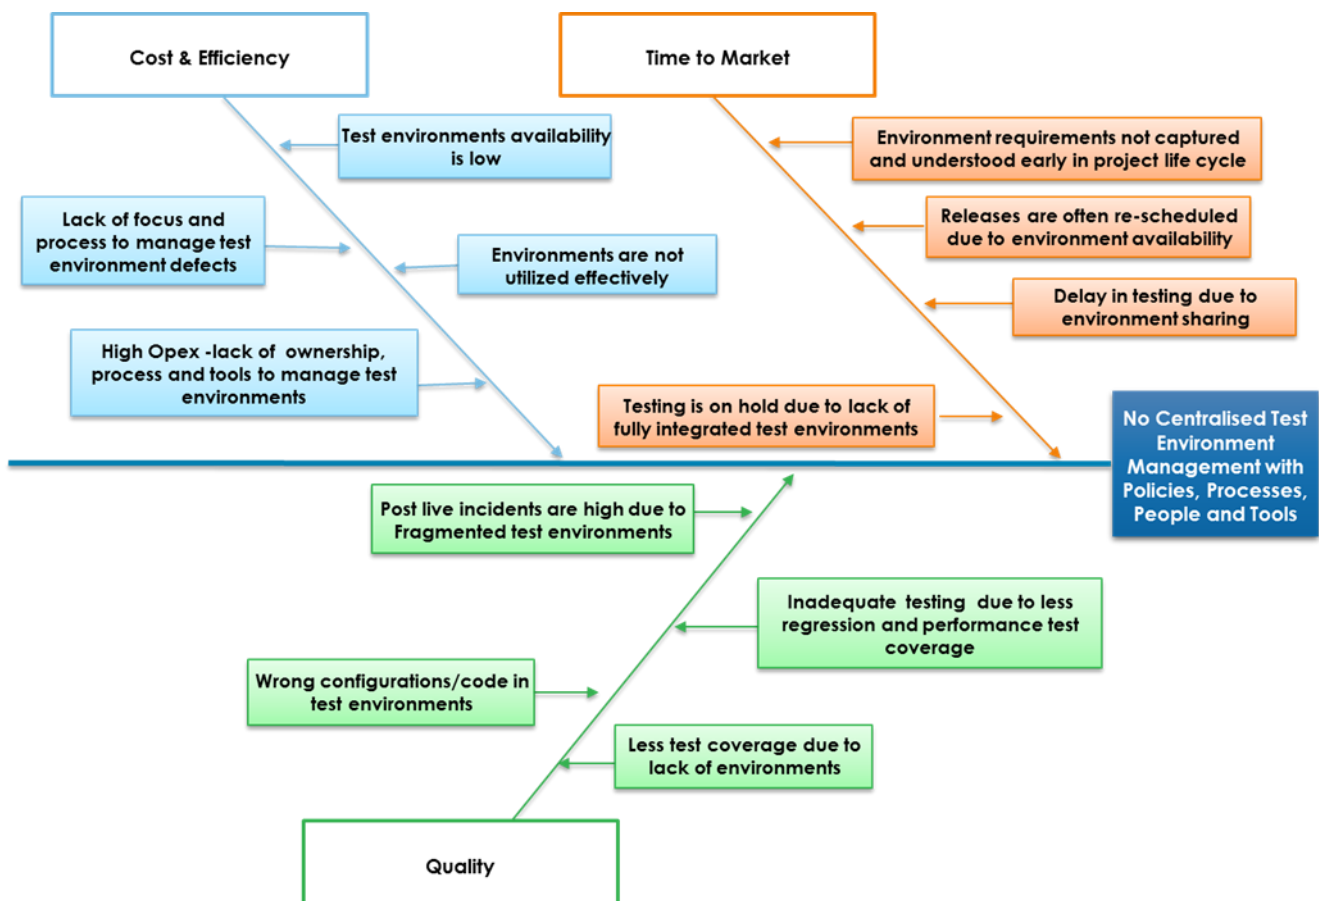 Cost & Efficiency
Time to Market
Test environments availability
is low
Environment requirements not captured
and understood early in project life cycle
Lack of focus and
process to manage test
environment defects
Releases are often re-scheduled
due to environment availability
Environments are not
utilized effectively
Delay in testing due to
environment sharing
High Opex -lack of ownership,
process and tools to manage test
environments
Testing is on hold due to lack of
fully integrated test environments
No Centralised Test
Environment
Management with
Policies, Processes,
People and Tools
Post live incidents are high due to
Fragmented test environments
Inadequate testing due to less
regression and performance test
coverage
Wrong configurations/code in
test environments
Less test coverage due to
lack of environments
Quality